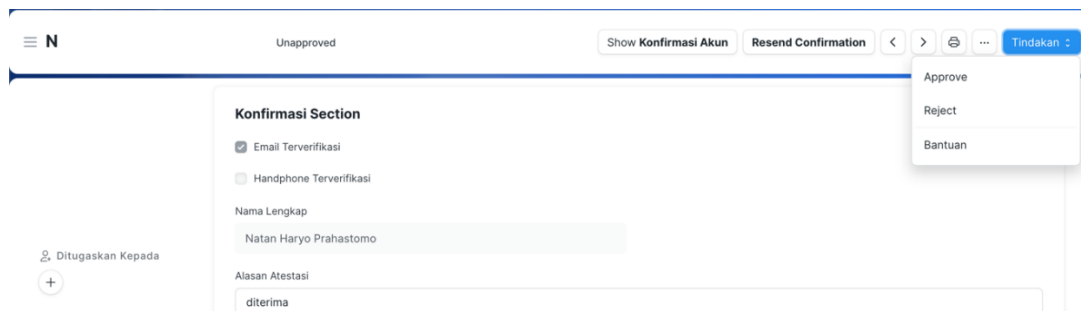 N
Unapproved
Show Konfirmasi Akun
Resend Confirmation
...
Tindakan
Approve
Reject
Bantuan
Konfirmasi Section
Email Terverifikasi
Handphone Terverifikasi
Nama Lengkap
Natan Haryo Prahastomo
Ditugaskan Kepada
Alasan Atestasi
diterima